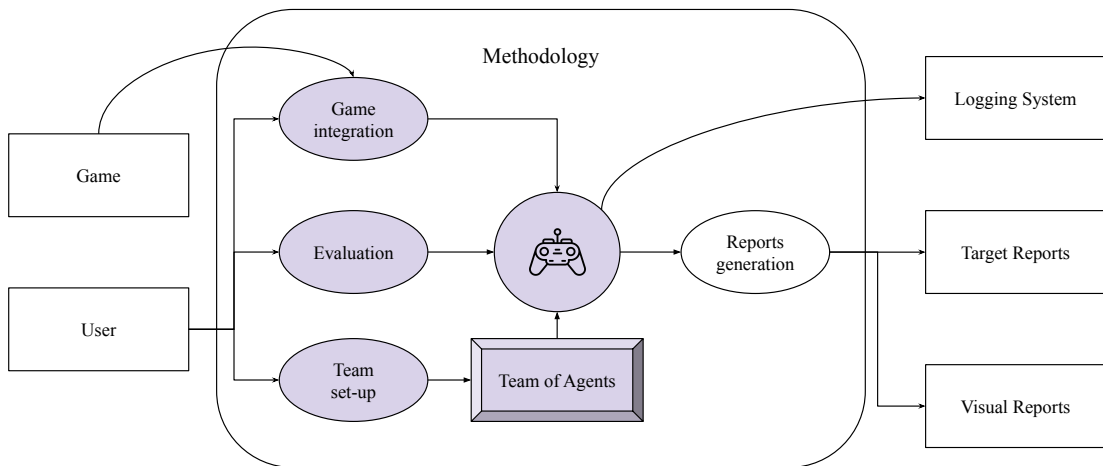 Methodology
Game
integration
Logging System
Game
Evaluation
Reports
generation
Target Reports
User
Team
set-up
Team of Agents
Visual Reports